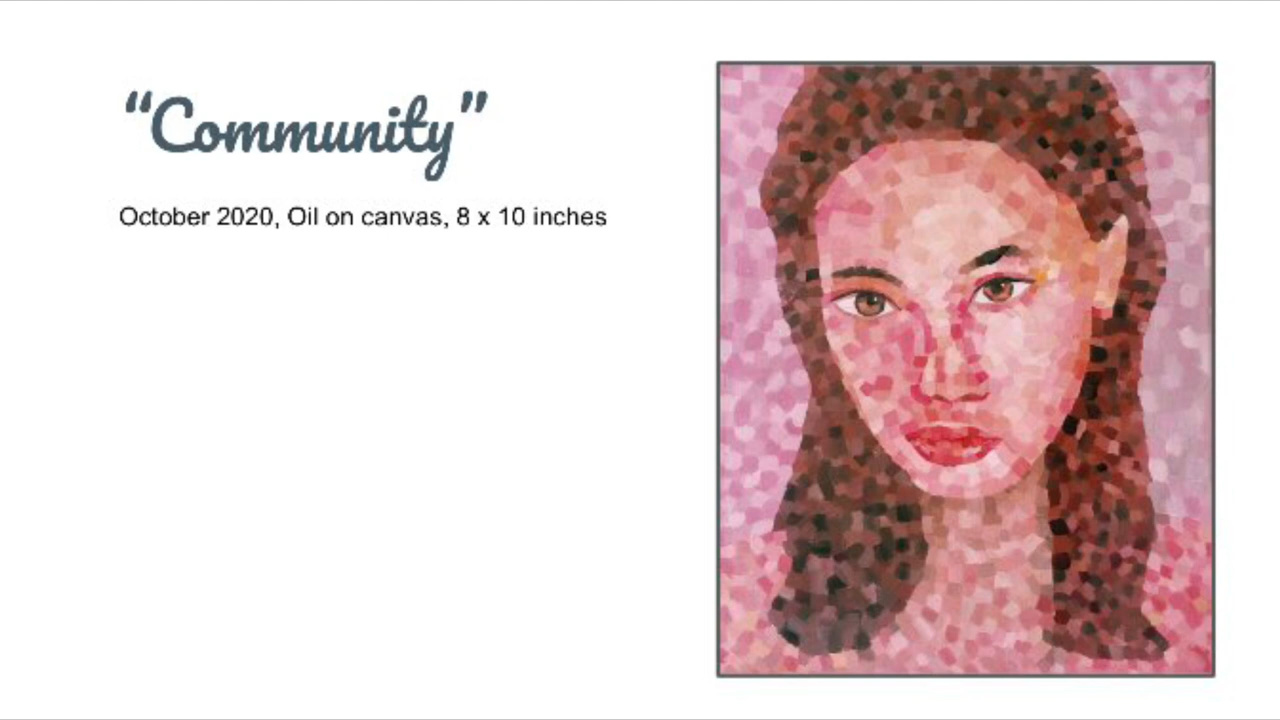 “Community”
October 2020, Oil on canvas, 8 x 10 inches